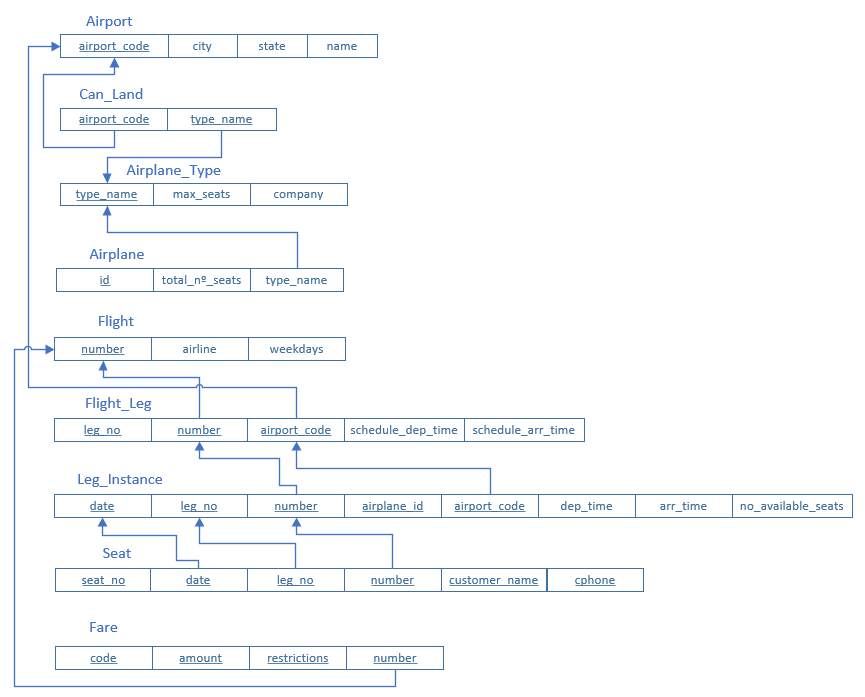 Airport
airport_code city state name
Can_Land
airport_code type_name
Airplane_Type
type_name max_seats company
Airplane
id total_nº_seats type_name
Flight
number airline weekdays
Flight_Leg
leg_no number airport_code schedule_dep_time schedule_arr_time
Leg_Instance
date leg_no number airplane_id airport_code dep_time arr_time no_available_seats
Seat
seat_no date leg_no number customer_name cphone
Fare
code amount restrictions number